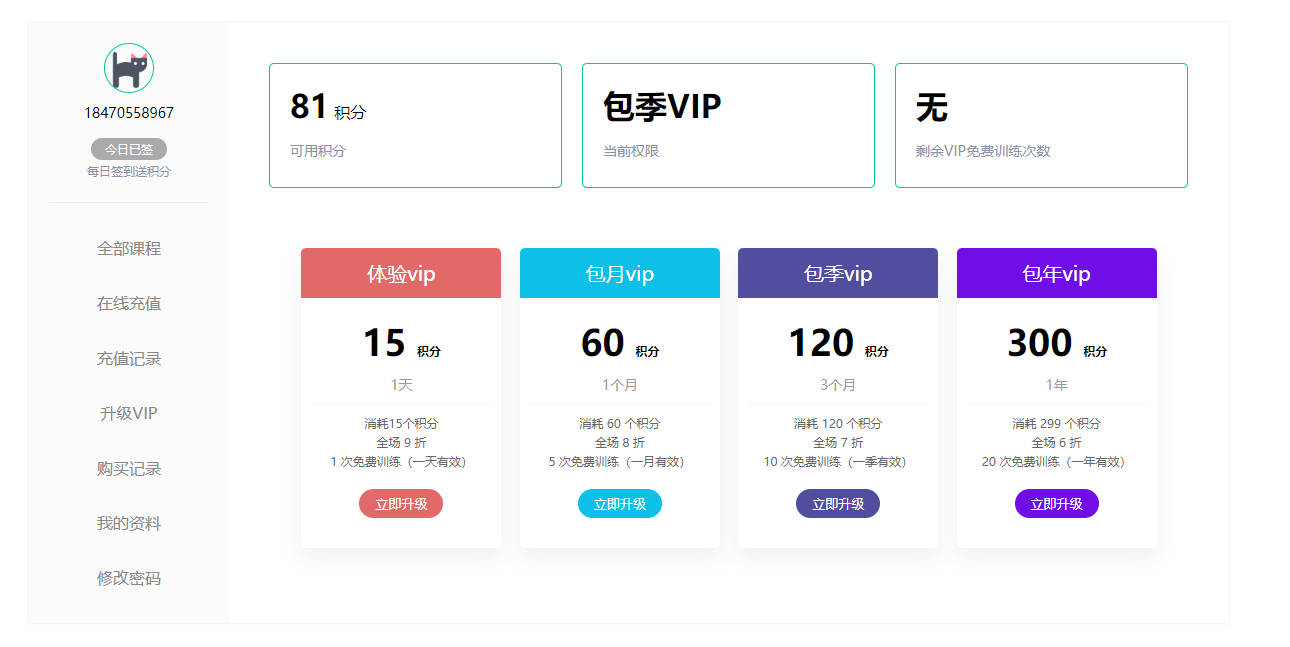 18470558967
今日已签
每日签到送积分
全部课程
在线充值
充值记录
升级VIP
购买记录
我的资料
修改密码
81 积分
可用积分
包季VIP
当前权限
无
剩余VIP免费训练次数
体验vip
15 积分
1天
消耗15个积分
全场 9 折
1 次免费训练（一天有效）
立即升级
包月vip
60 积分
1个月
消耗 60 个积分
全场 8 折
5 次免费训练（一月有效）
立即升级
包季vip
120 积分
3个月
消耗 120 个积分
全场 7 折
10 次免费训练（一季有效）
立即升级
包年vip
300 积分
1年
消耗 299 个积分
全场 6 折
20 次免费训练（一年有效）
立即升级